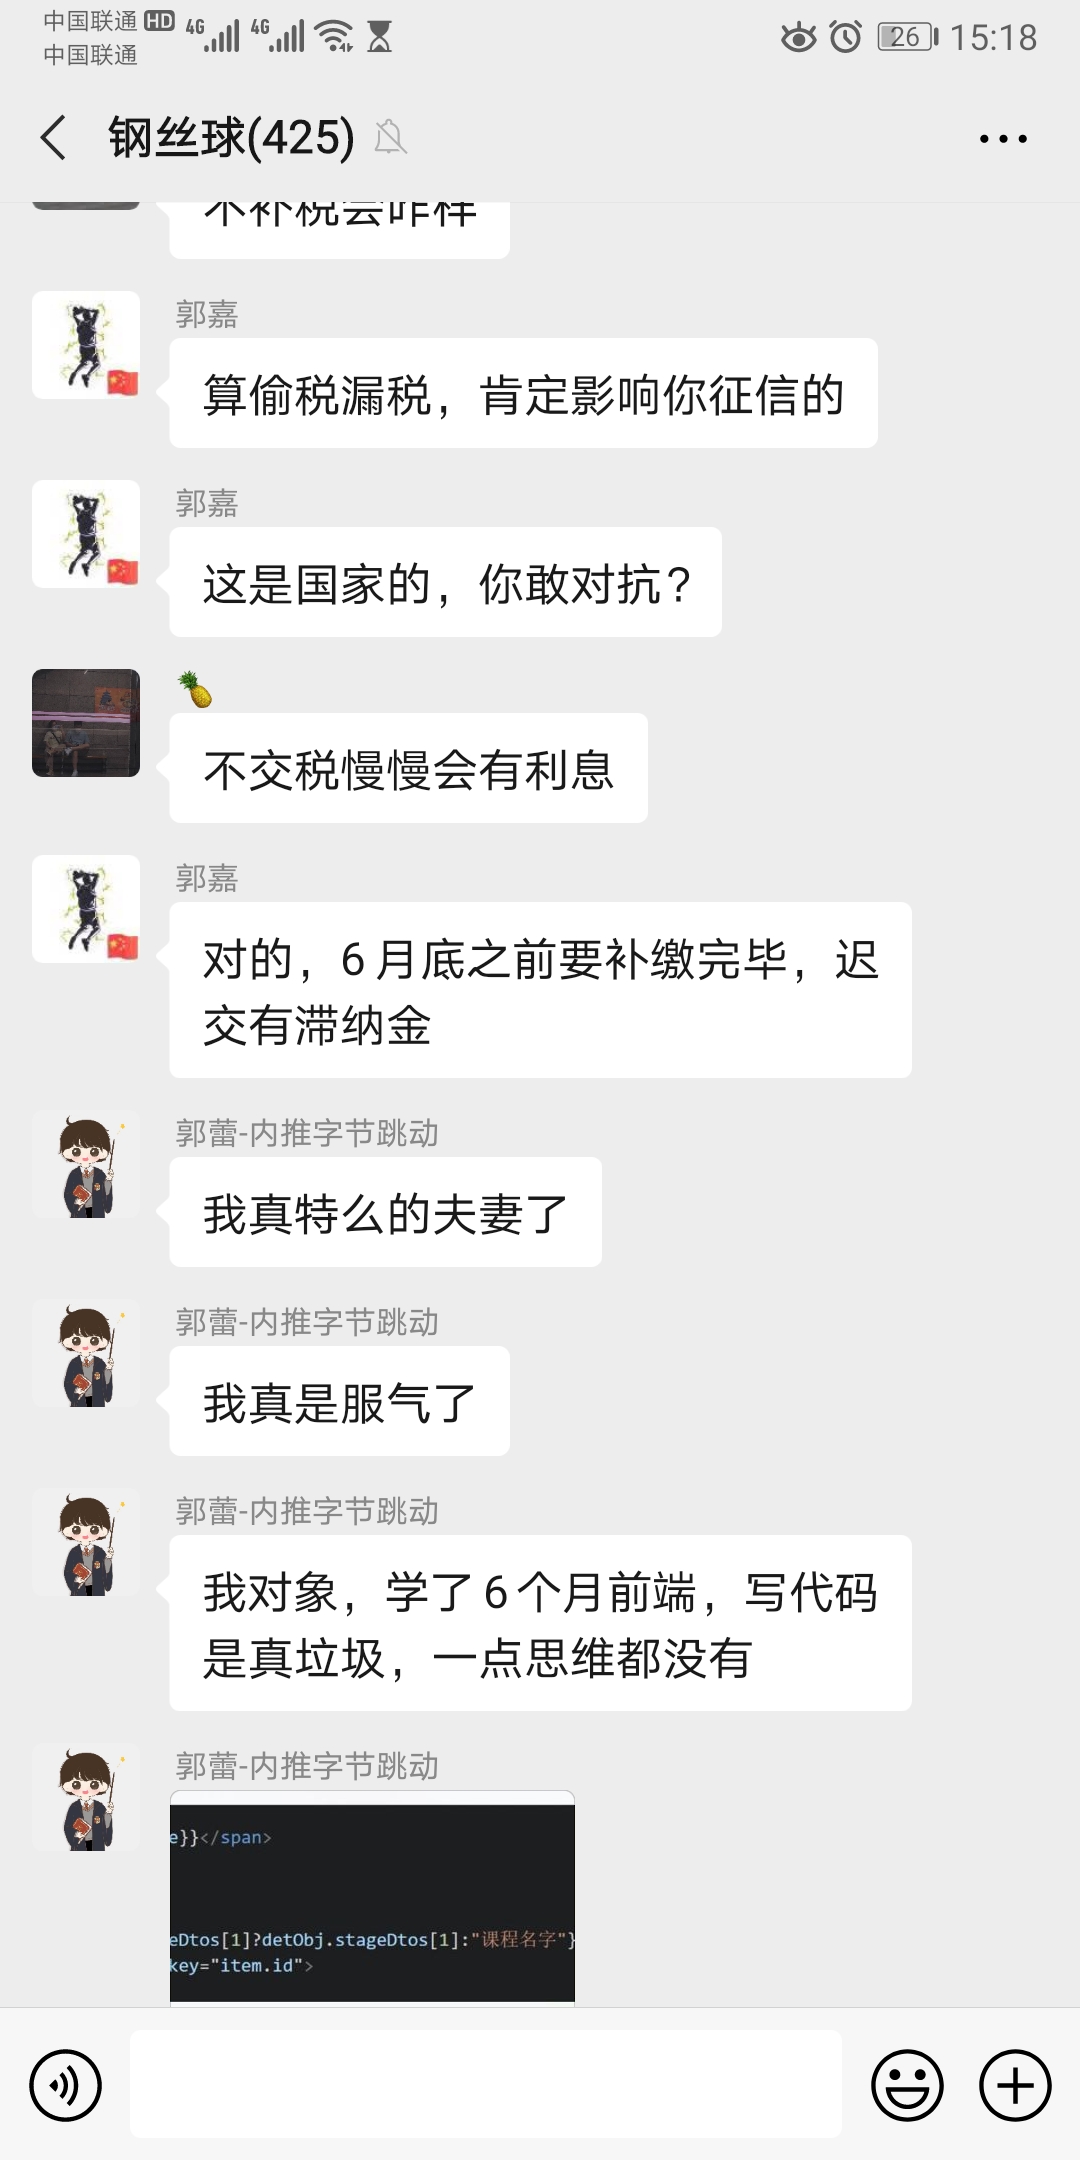 中国联通 HD 4G 4G 26 15:18
中国联通
钢丝球(425)
不补税会咋样
郭嘉
算偷税漏税，肯定影响你征信的
郭嘉
这是国家的，你敢对抗?
🍍
不交税慢慢会有利息
郭嘉
对的，6月底之前要补缴完毕，迟
交有滞纳金
郭蕾-内推字节跳动
我真特么的夫妻了
郭蕾-内推字节跳动
我真是服气了
郭蕾-内推字节跳动
我对象，学了6个月前端，写代码
是真垃圾，一点思维都没有
郭蕾-内推字节跳动
e}}</span>
eDtos[1]?detObj.stageDtos[1]:"课程名字"}
key="item.id">